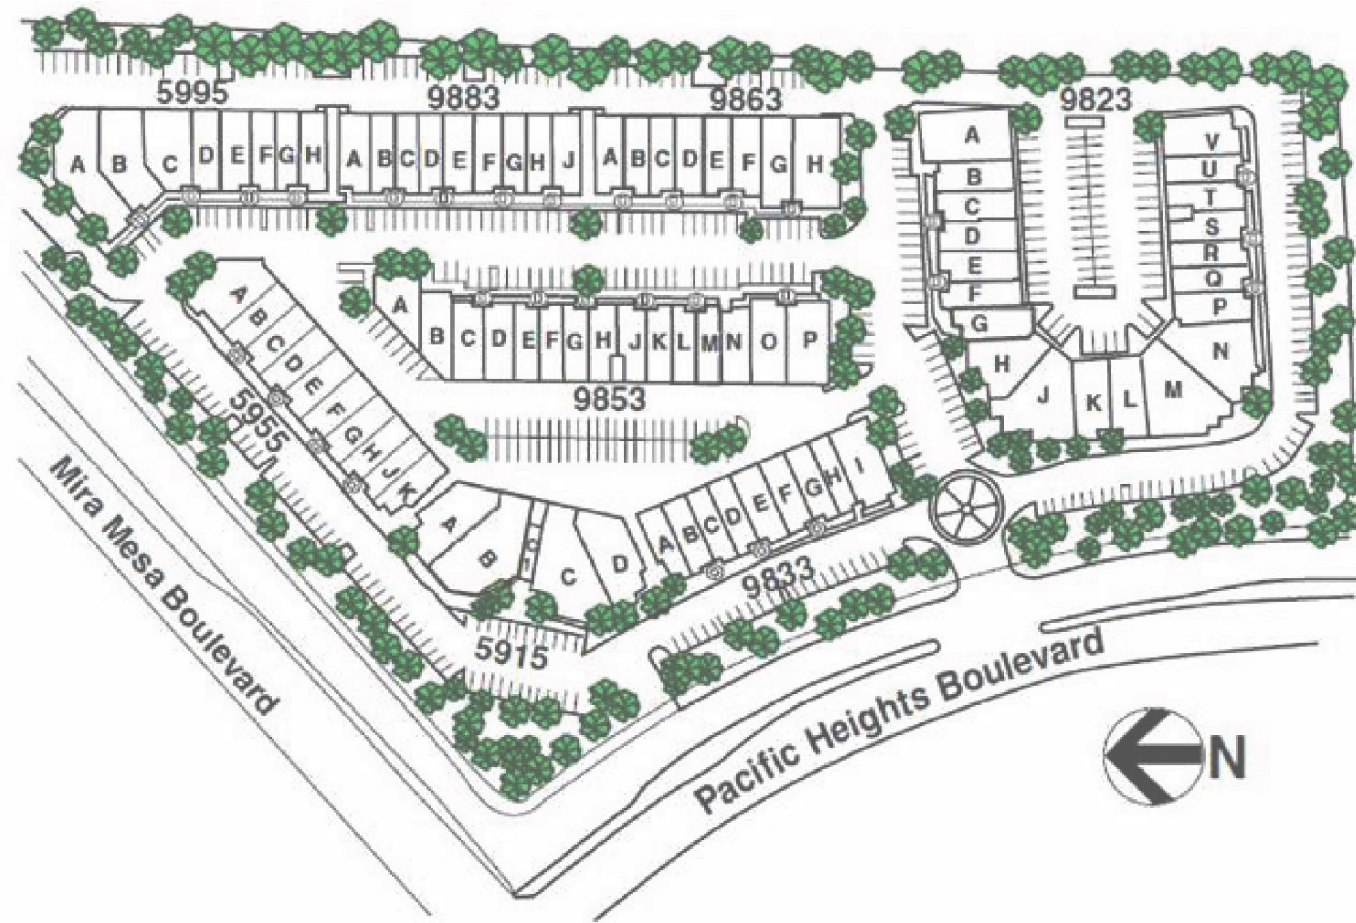 5995
9883
9863
9823
A B C D E F G H
A B C D E F G H J
A B C D E F G H
A
B
C
D
E
F
G
H
J
K
L
M
N
P
Q
R
S
T
U
V
A
B
C
D
E
F
G
H
J
K
5955
A B C D E F G H J K L M N O P
9853
A
B
C
D
5915
A B C D E F G H I
9833
Mira Mesa Boulevard
Pacific Heights Boulevard
N